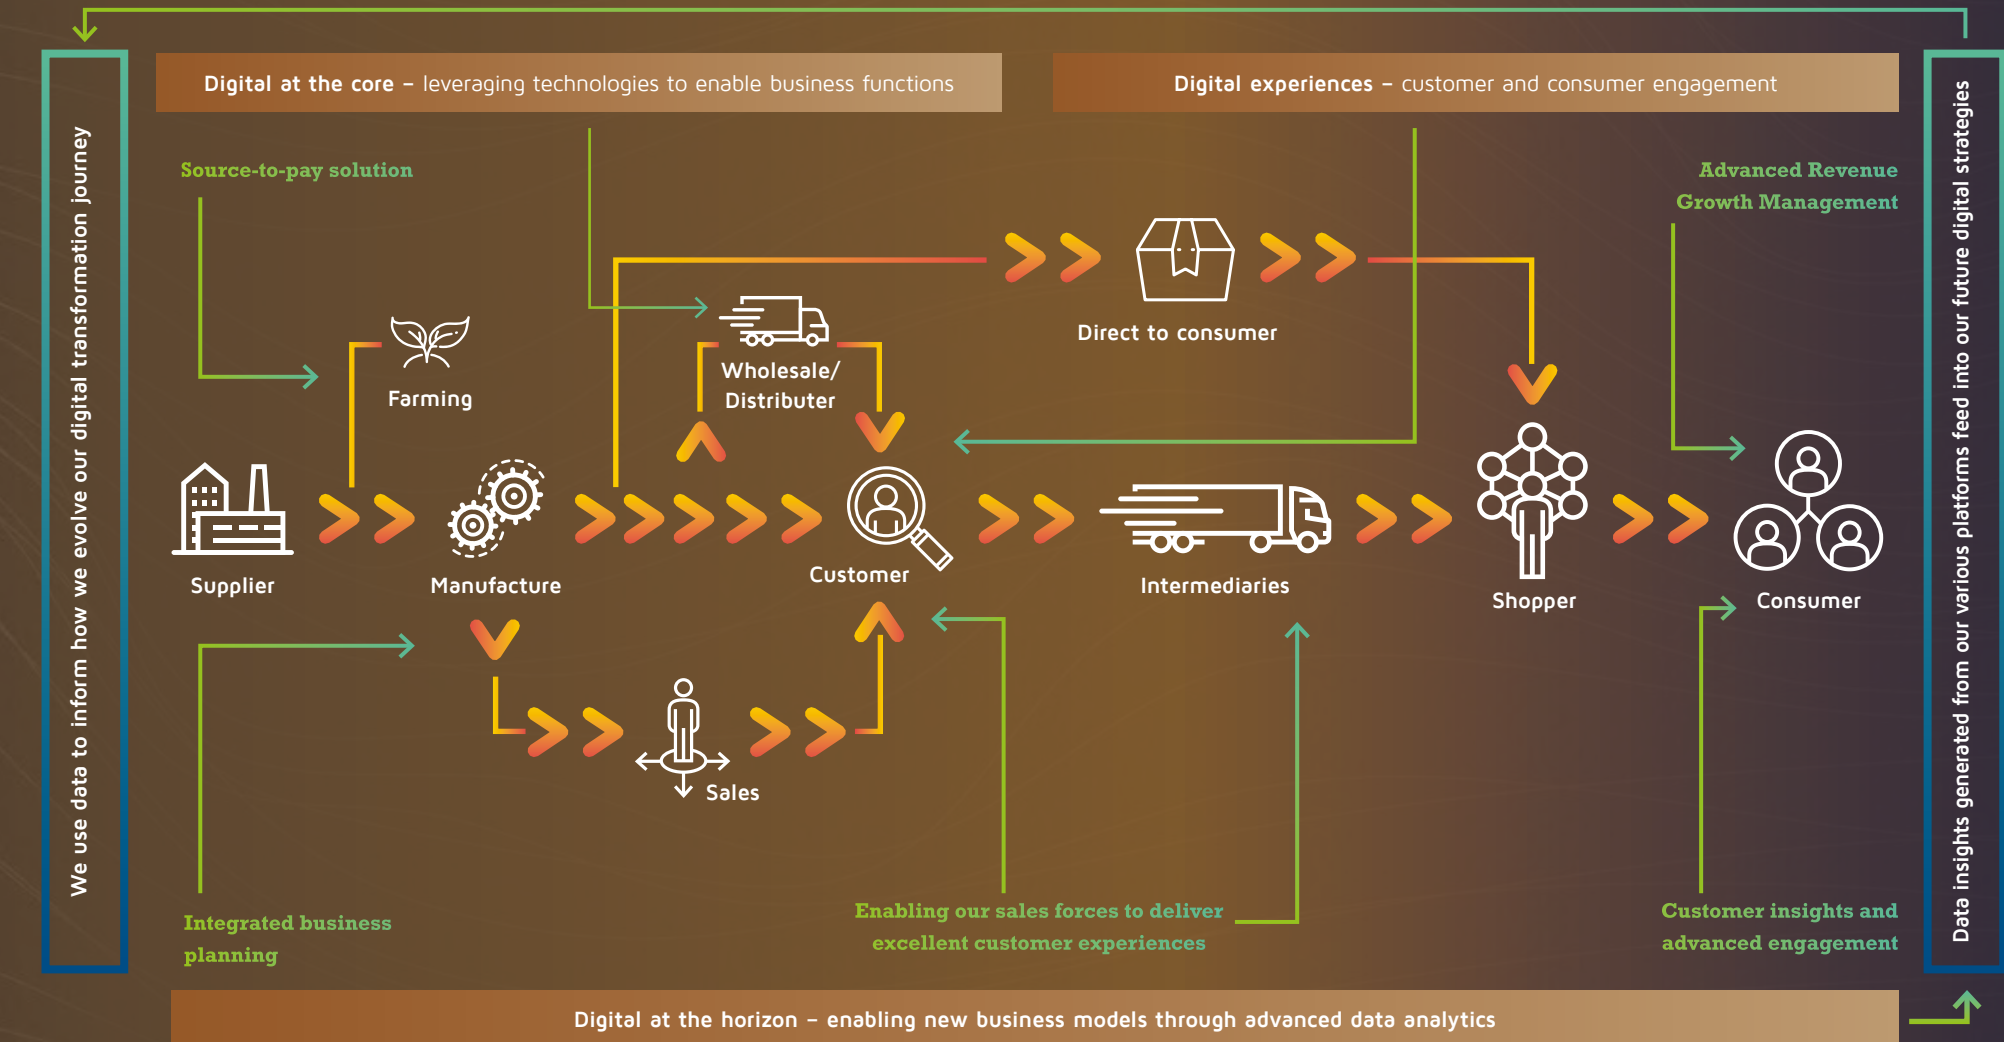 We use data to inform how we evolve our digital transformation journey
Digital at the core – leveraging technologies to enable business functions
Digital experiences – customer and consumer engagement
Source-to-pay solution
Advanced Revenue
Growth Management
Farming
Wholesale/
Distributer
Direct to consumer
Supplier
Manufacture
Customer
Intermediaries
Shopper
Consumer
Sales
Integrated business
planning
Enabling our sales forces to deliver
excellent customer experiences
Customer insights and
advanced engagement
Data insights generated from our various platforms feed into our future digital strategies
Digital at the horizon – enabling new business models through advanced data analytics